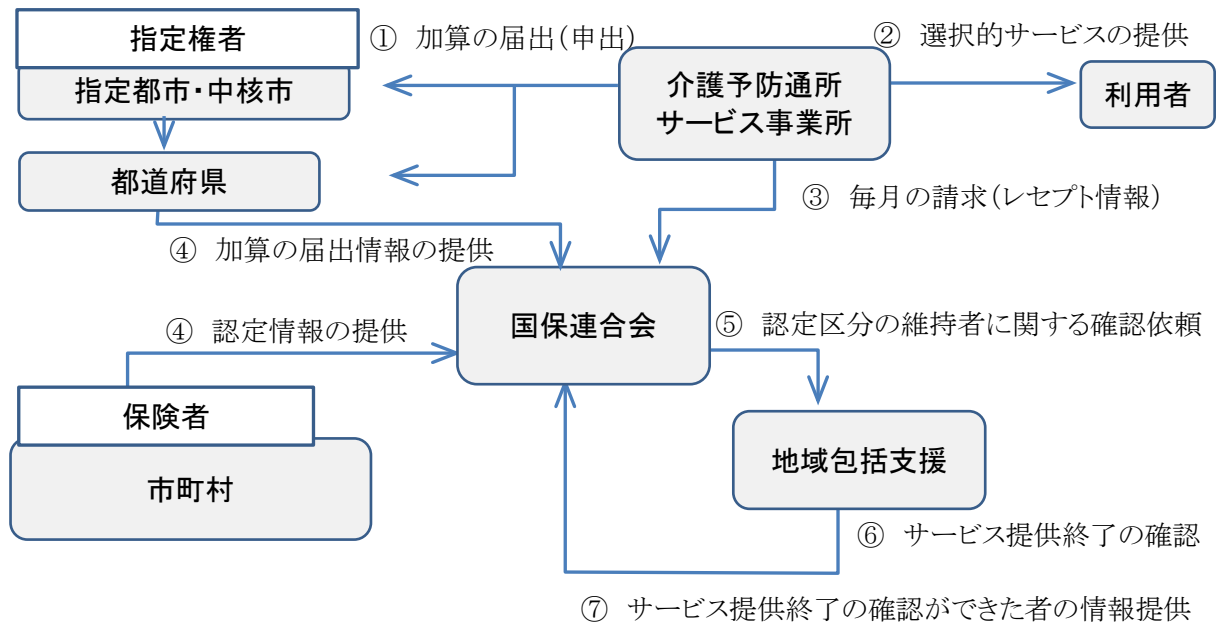 指定権者
① 加算の届出(申出)
② 選択的サービスの提供
指定都市・中核市
介護予防通所
サービス事業所
利用者
都道府県
③ 毎月の請求(レセプト情報)
④ 加算の届出情報の提供
国保連合会
④ 認定情報の提供
⑤ 認定区分の維持者に関する確認依頼
保険者
市町村
地域包括支援
⑥ サービス提供終了の確認
⑦ サービス提供終了の確認ができた者の情報提供